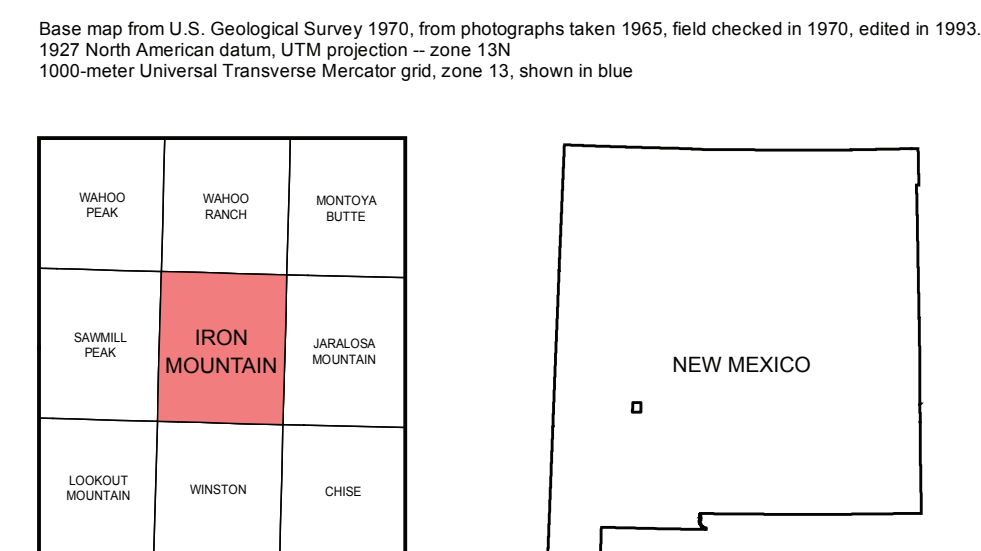 Base map from U.S. Geological Survey 1970, from photographs taken 1965, field checked in 1970, edited in 1993.
1927 North American datum, UTM projection -- zone 13N
1000-meter Universal Transverse Mercator grid, zone 13, shown in blue
WAHOO
PEAK
WAHOO
RANCH
MONTOYA
BUTTE
SAWMILL
PEAK
IRON
MOUNTAIN
JARALOSA
MOUNTAIN
LOOKOUT
MOUNTAIN
WINSTON
CHISE
NEW MEXICO